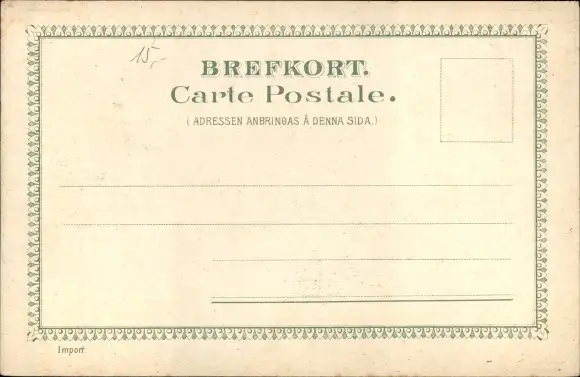 15,-
BREFKORT.
Carte Postale.
(ADRESSEN ANBRINGAS Å DENNA SIDA.)
Import.